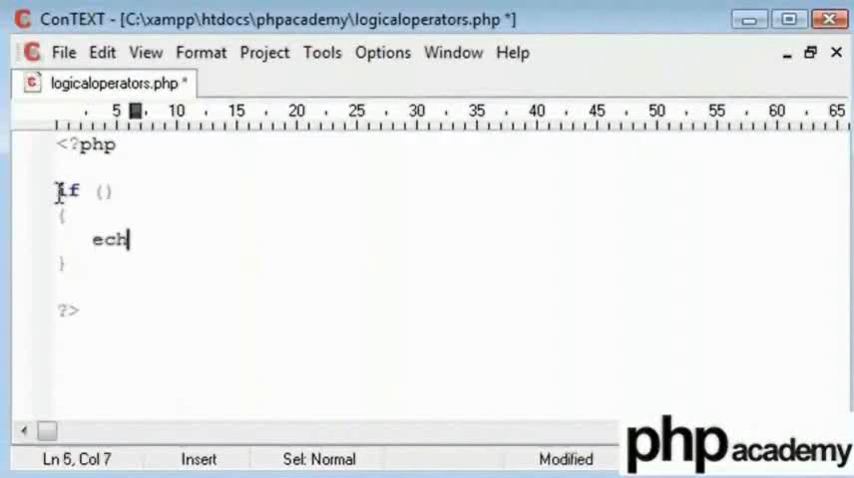 ConTEXT - [C:\xampp\htdocs\phpacademy\logicaloperators.php *]
File Edit View Format Project Tools Options Window Help
logicaloperators.php *
5 10 15 20 25 30 35 40 45 50 55 60 65
<?php
if ()
{
ech
}
?>
Ln 5, Col 7 Insert Sel: Normal Modified
php academy